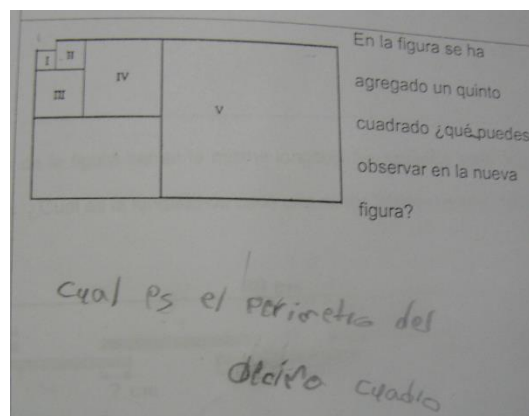 I II
III IV V
En la figura se ha
agregado un quinto
cuadrado ¿qué puedes
observar en la nueva
figura?
cual es el perimetro del
decimo cuadro